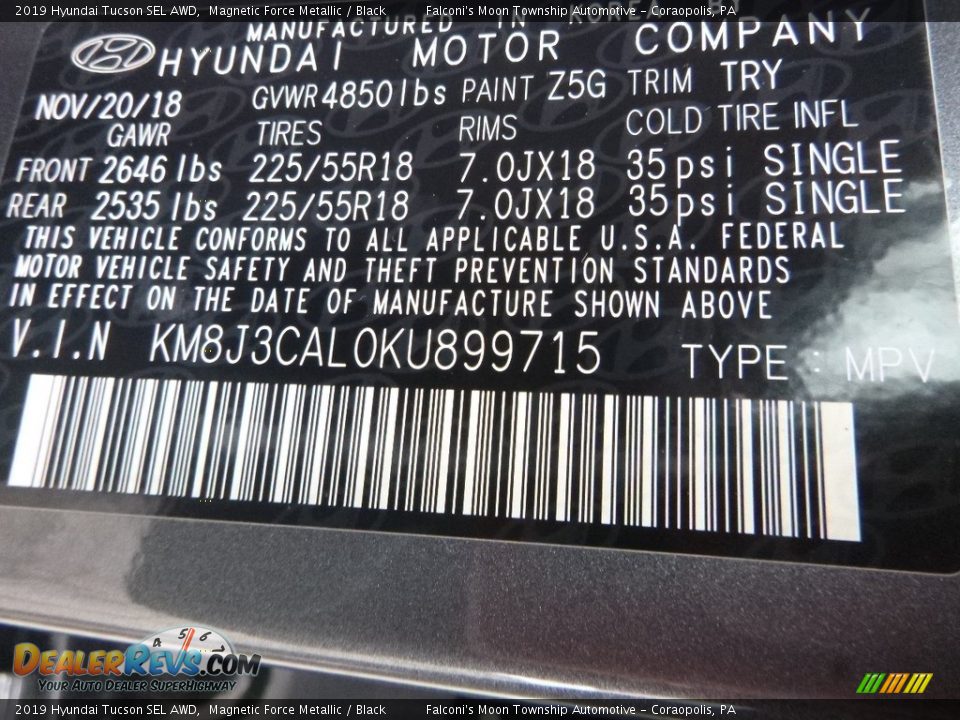 2019 Hyundai Tucson SEL AWD, Magnetic Force Metallic / Black Falconi's Moon Township Automotive - Coraopolis, PA
MANUFACTURED IN KOREA
HYUNDAI MOTOR COMPANY
NOV/20/18 GVWR 4850lbs PAINT Z5G TRIM TRY
GAWR TIRES RIMS COLD TIRE INFL
FRONT 2646 lbs 225/55R18 7.0JX18 35psi SINGLE
REAR 2535 lbs 225/55R18 7.0JX18 35psi SINGLE
THIS VEHICLE CONFORMS TO ALL APPLICABLE U.S.A. FEDERAL
MOTOR VEHICLE SAFETY AND THEFT PREVENTION STANDARDS
IN EFFECT ON THE DATE OF MANUFACTURE SHOWN ABOVE
V.I.N KM8J3CAL0KU899715 TYPE : MPV
4 5 6
DEALERREVS.COM
YOUR AUTO DEALER SUPERHIGHWAY
2019 Hyundai Tucson SEL AWD, Magnetic Force Metallic / Black Falconi's Moon Township Automotive - Coraopolis, PA